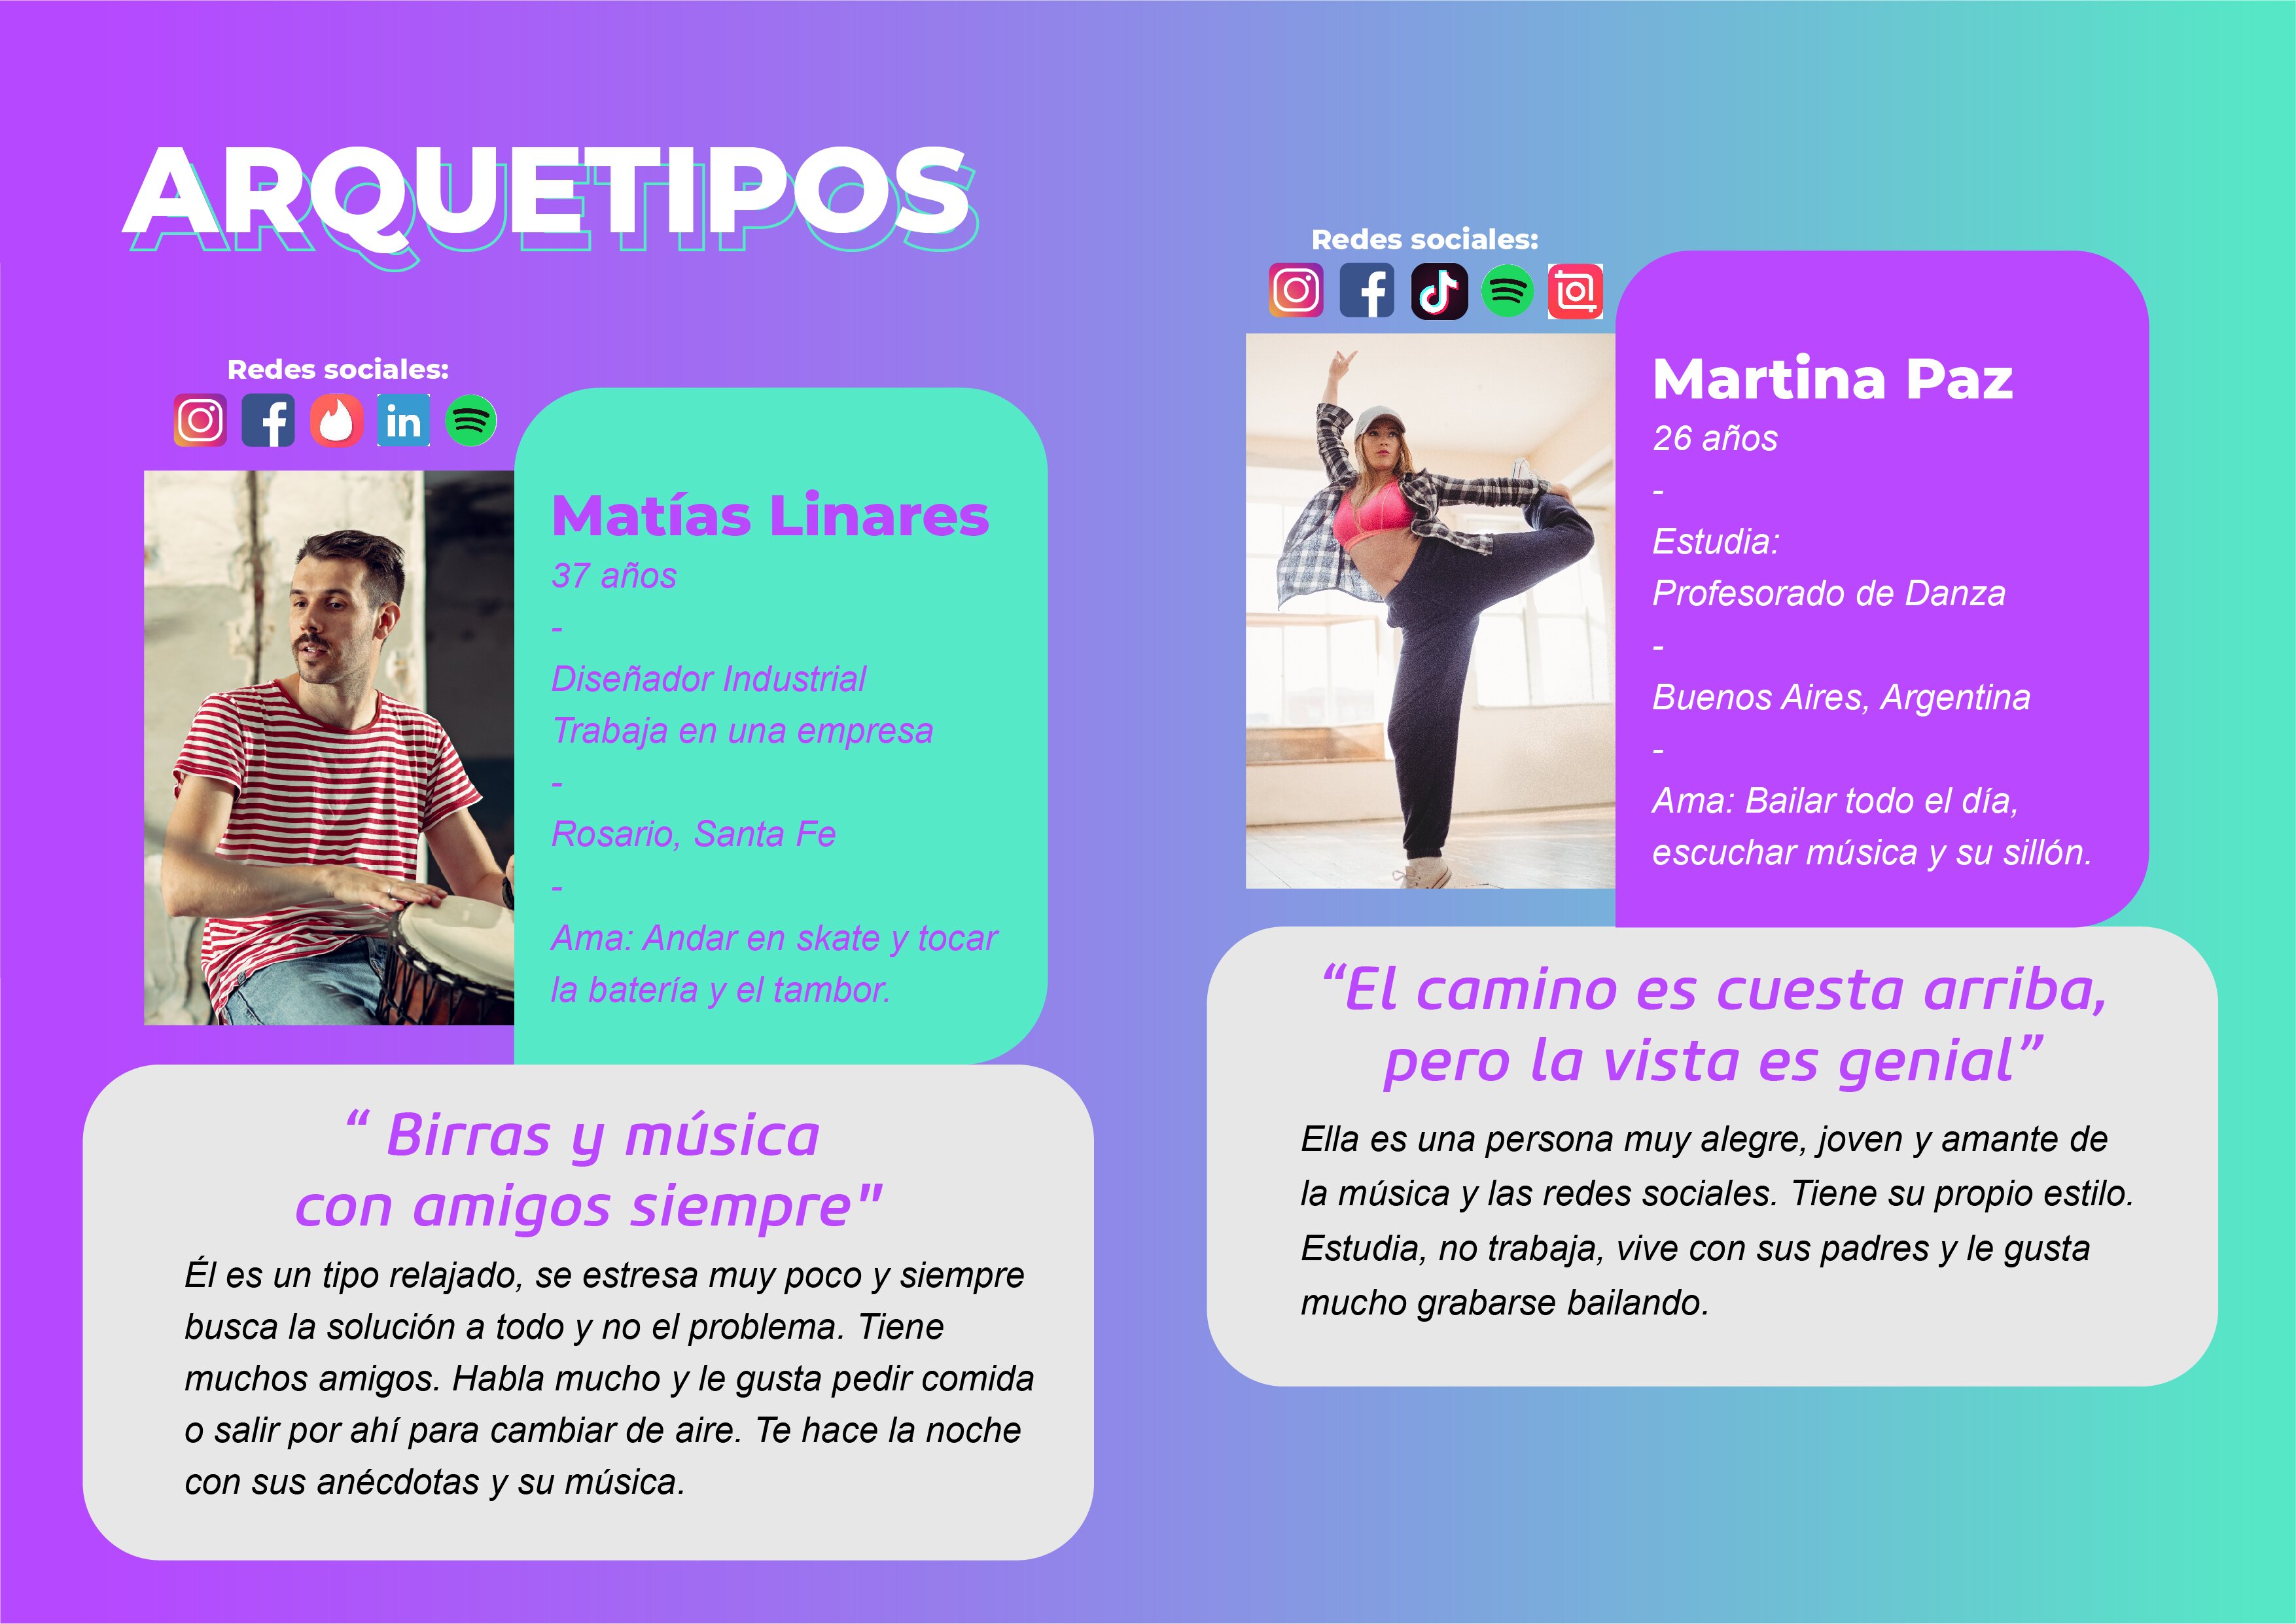 ARQUETIPOS
Redes sociales:
in
Matías Linares
37 años
-
Diseñador Industrial
Trabaja en una empresa
-
Rosario, Santa Fe
-
Ama: Andar en skate y tocar
la batería y el tambor.
“ Birras y música
con amigos siempre"
Él es un tipo relajado, se estresa muy poco y siempre
busca la solución a todo y no el problema. Tiene
muchos amigos. Habla mucho y le gusta pedir comida
o salir por ahí para cambiar de aire. Te hace la noche
con sus anécdotas y su música.
Redes sociales:
Martina Paz
26 años
-
Estudia:
Profesorado de Danza
-
Buenos Aires, Argentina
-
Ama: Bailar todo el día,
escuchar música y su sillón.
“El camino es cuesta arriba,
pero la vista es genial”
Ella es una persona muy alegre, joven y amante de
la música y las redes sociales. Tiene su propio estilo.
Estudia, no trabaja, vive con sus padres y le gusta
mucho grabarse bailando.